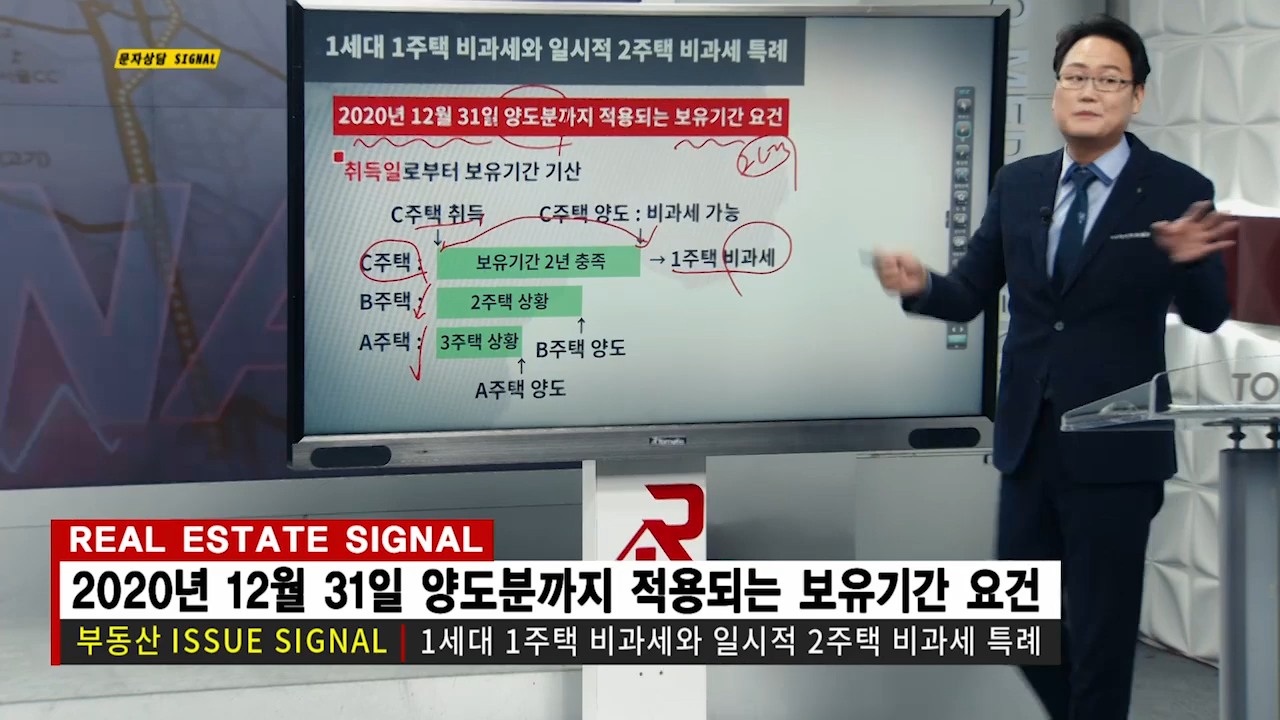 문자상담 SIGNAL
1세대 1주택 비과세와 일시적 2주택 비과세 특례
2020년 12월 31일 양도분까지 적용되는 보유기간 요건
취득일로부터 보유기간 기산
C주택 취득 C주택 양도 : 비과세 가능
C주택 : 보유기간 2년 충족 → 1주택 비과세
B주택 : 2주택 상황
A주택 : 3주택 상황 B주택 양도
A주택 양도
TO
REAL ESTATE SIGNAL
2020년 12월 31일 양도분까지 적용되는 보유기간 요건
부동산 ISSUE SIGNAL | 1세대 1주택 비과세와 일시적 2주택 비과세 특례